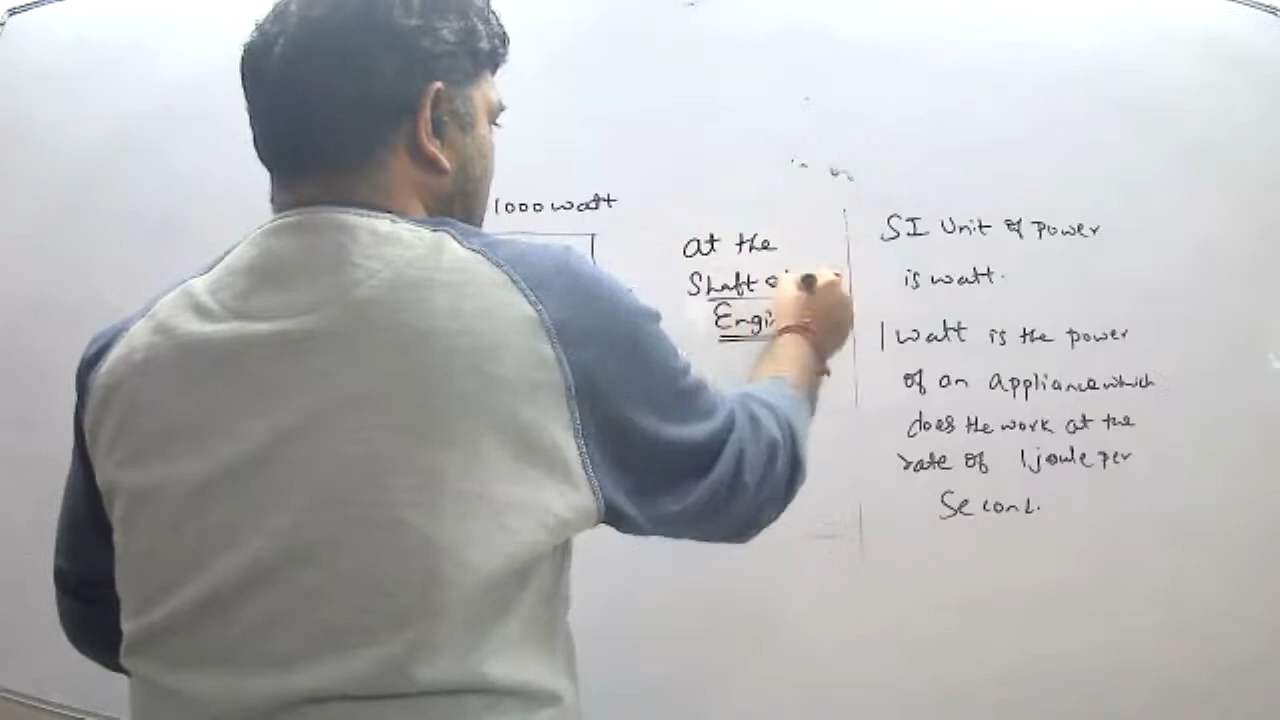 1000 watt
at the
Shaft
Engi
SI Unit of power
is watt.
1 watt is the power
of an appliance which
does the work at the
rate of 1 joule per
Second.